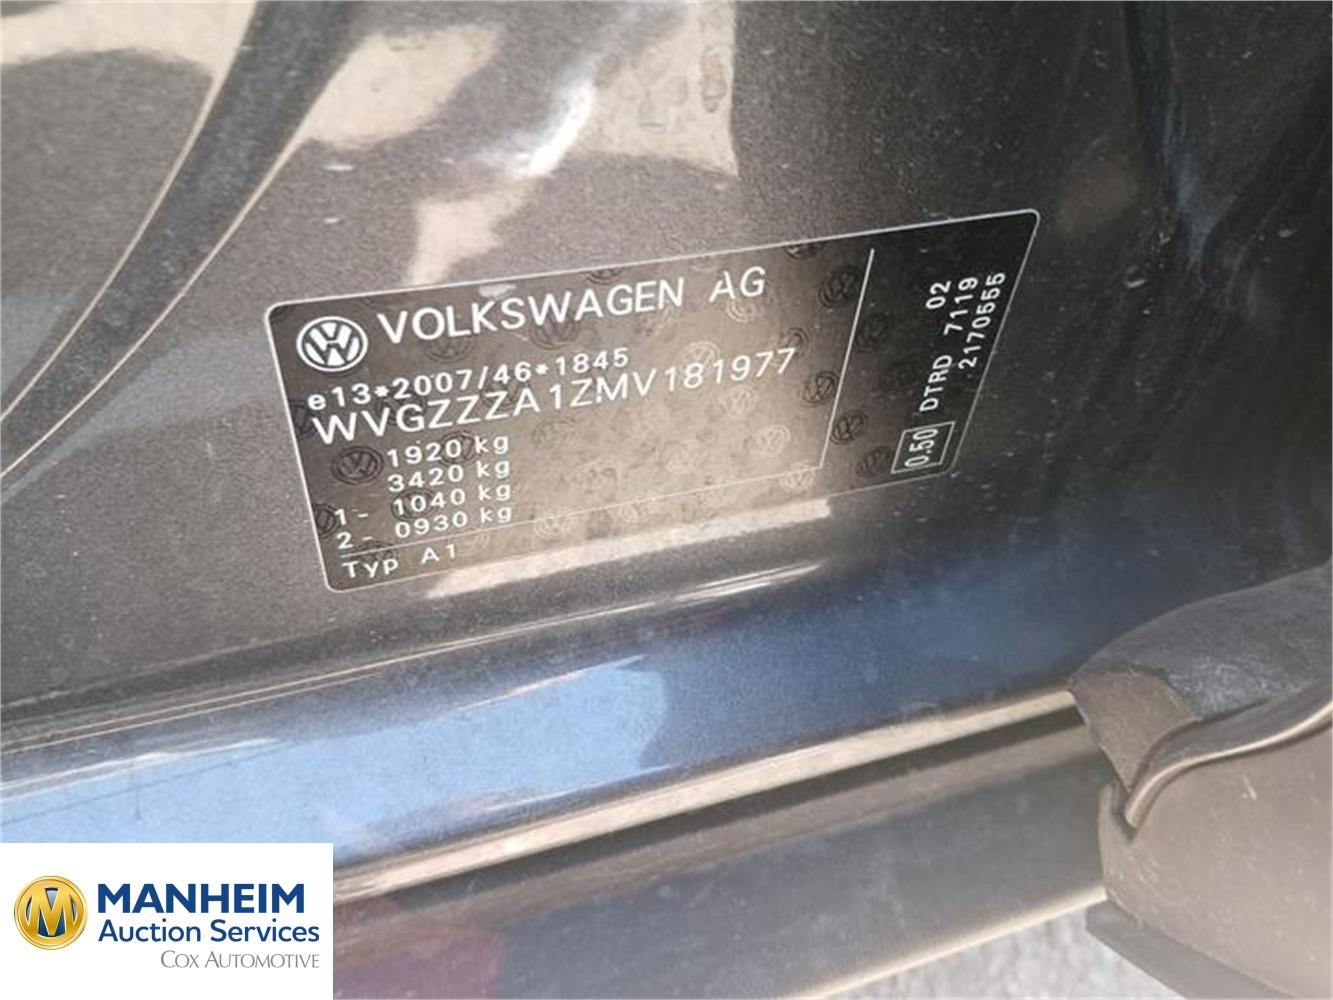 VOLKSWAGEN AG
e13*2007/46*1845
WVGZZZA1ZMV181977
1920 kg
3420 kg
1- 1040 kg
2- 0930 kg
Typ A1
0.50 DTRD 02
7119
2170555
MANHEIM
Auction Services
COX AUTOMOTIVE